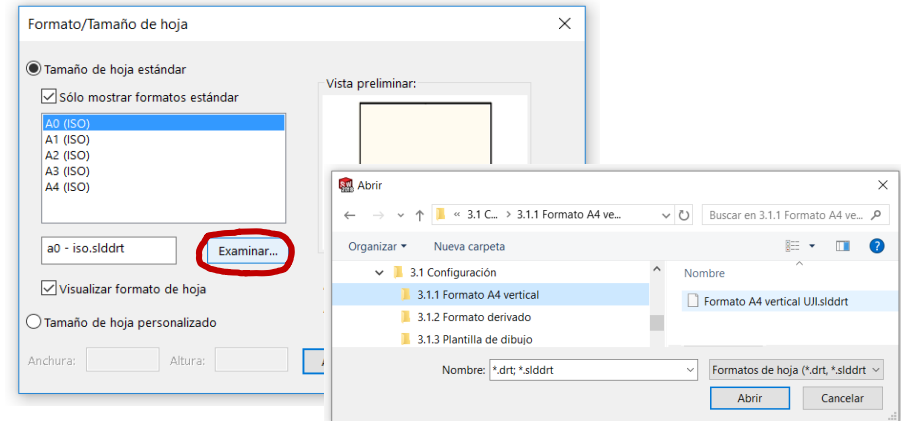 Formato/Tamaño de hoja
Tamaño de hoja estándar
Sólo mostrar formatos estándar
A0 (ISO)
A1 (ISO)
A2 (ISO)
A3 (ISO)
A4 (ISO)
a0 - iso.slddrt
Examinar...
Visualizar formato de hoja
Tamaño de hoja personalizado
Anchura:
Altura:
Vista preliminar:
Abrir
« 3.1 C... > 3.1.1 Formato A4 ve...
Buscar en 3.1.1 Formato A4 ve...
Organizar
Nueva carpeta
3.1 Configuración
3.1.1 Formato A4 vertical
3.1.2 Formato derivado
3.1.3 Plantilla de dibujo
Nombre
Formato A4 vertical UJI.slddrt
Nombre:
*.drt; *.slddrt
Formatos de hoja (*.drt, *.slddrt
Abrir
Cancelar